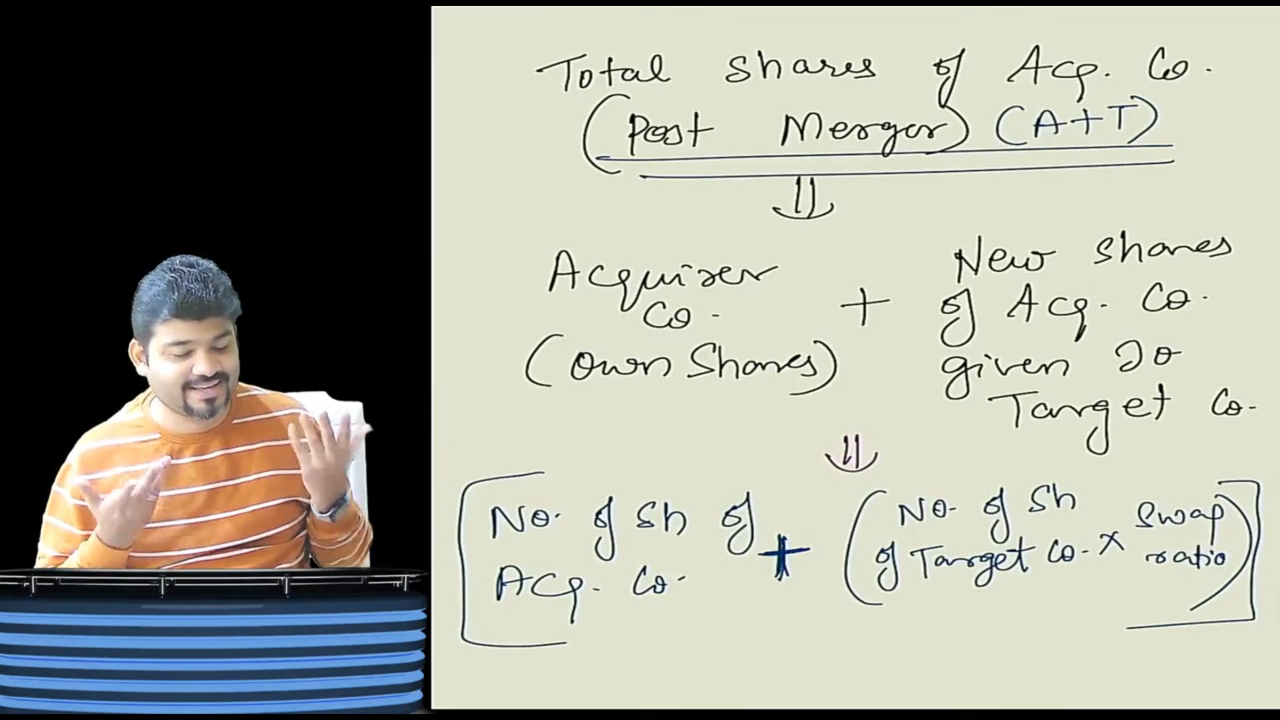 Total shares of Acq. Co.
(Post Merger) (A+T)
Acquirer
Co.
(Own Shares)
+
New shares
of Acq. Co.
given to
Target Co.
No. of Sh of
Acq. Co.
+
(No. of Sh
of Target Co. × Swap
ratio)